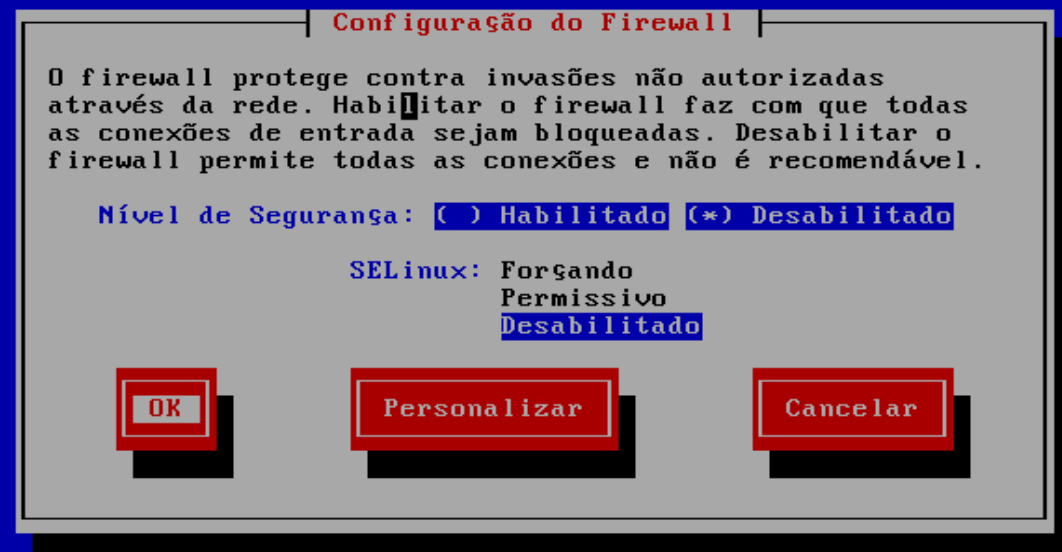 Configuração do Firewall
O firewall protege contra invasões não autorizadas
através da rede. Habilitar o firewall faz com que todas
as conexões de entrada sejam bloqueadas. Desabilitar o
firewall permite todas as conexões e não é recomendável.
Nível de Segurança: ( ) Habilitado (*) Desabilitado
SELinux: Forçando
Permissivo
Desabilitado
OK Personalizar Cancelar